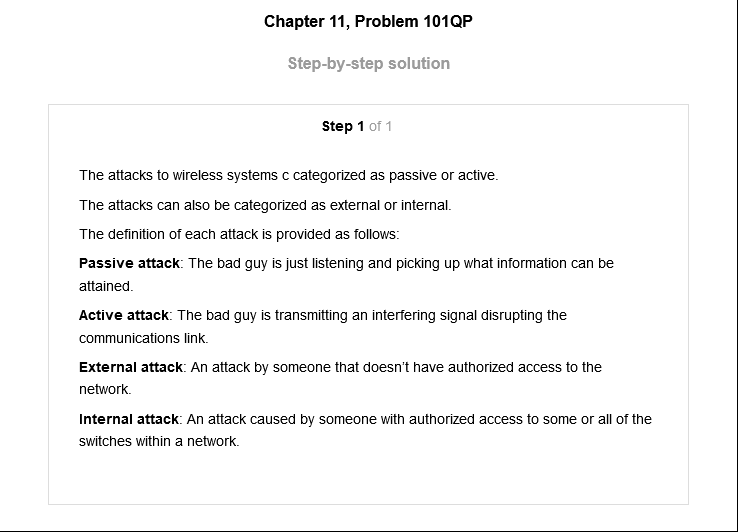 Chapter 11, Problem 101QP
Step-by-step solution
Step 1 of 1
The attacks to wireless systems c categorized as passive or active.
The attacks can also be categorized as external or internal.
The definition of each attack is provided as follows:
Passive attack: The bad guy is just listening and picking up what information can be
attained.
Active attack: The bad guy is transmitting an interfering signal disrupting the
communications link.
External attack: An attack by someone that doesn’t have authorized access to the
network.
Internal attack: An attack caused by someone with authorized access to some or all of the
switches within a network.